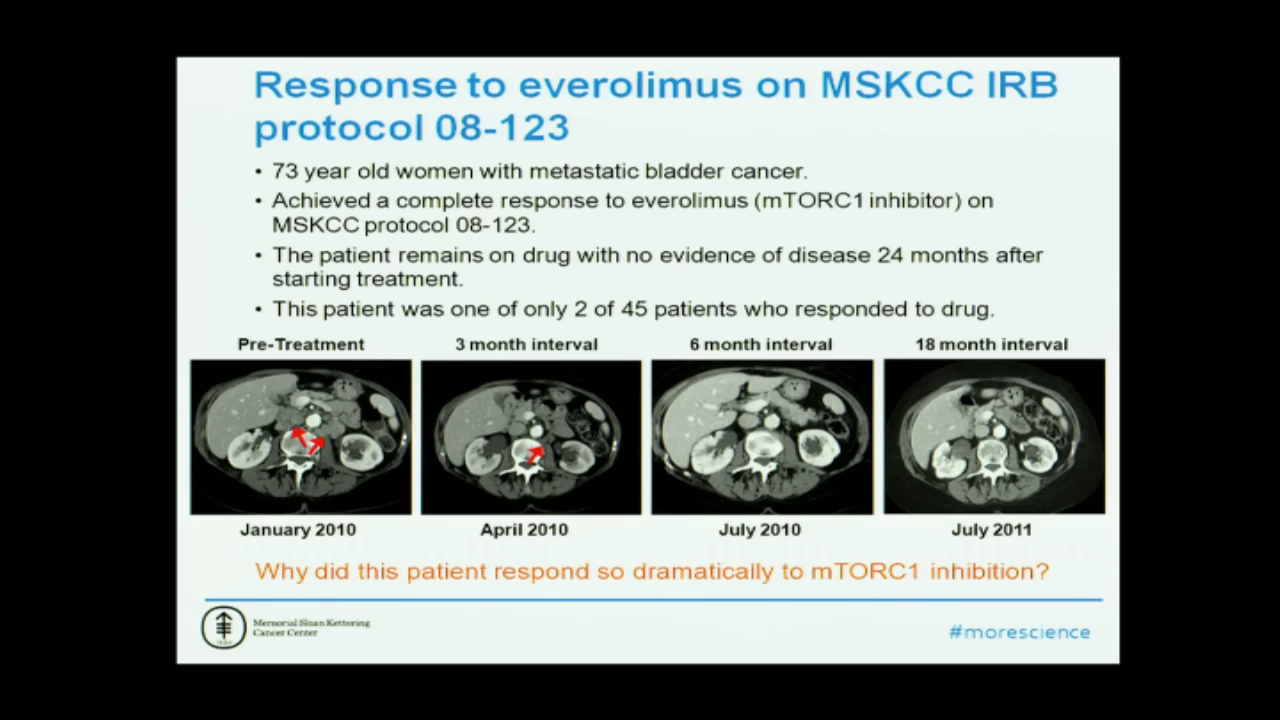 Response to everolimus on MSKCC IRB
protocol 08-123
• 73 year old women with metastatic bladder cancer.
• Achieved a complete response to everolimus (mTORC1 inhibitor) on
MSKCC protocol 08-123.
• The patient remains on drug with no evidence of disease 24 months after
starting treatment.
• This patient was one of only 2 of 45 patients who responded to drug.
Pre-Treatment 3 month interval 6 month interval 18 month interval
January 2010 April 2010 July 2010 July 2011
Why did this patient respond so dramatically to mTORC1 inhibition?
Memorial Sloan Kettering
Cancer Center
#morescience